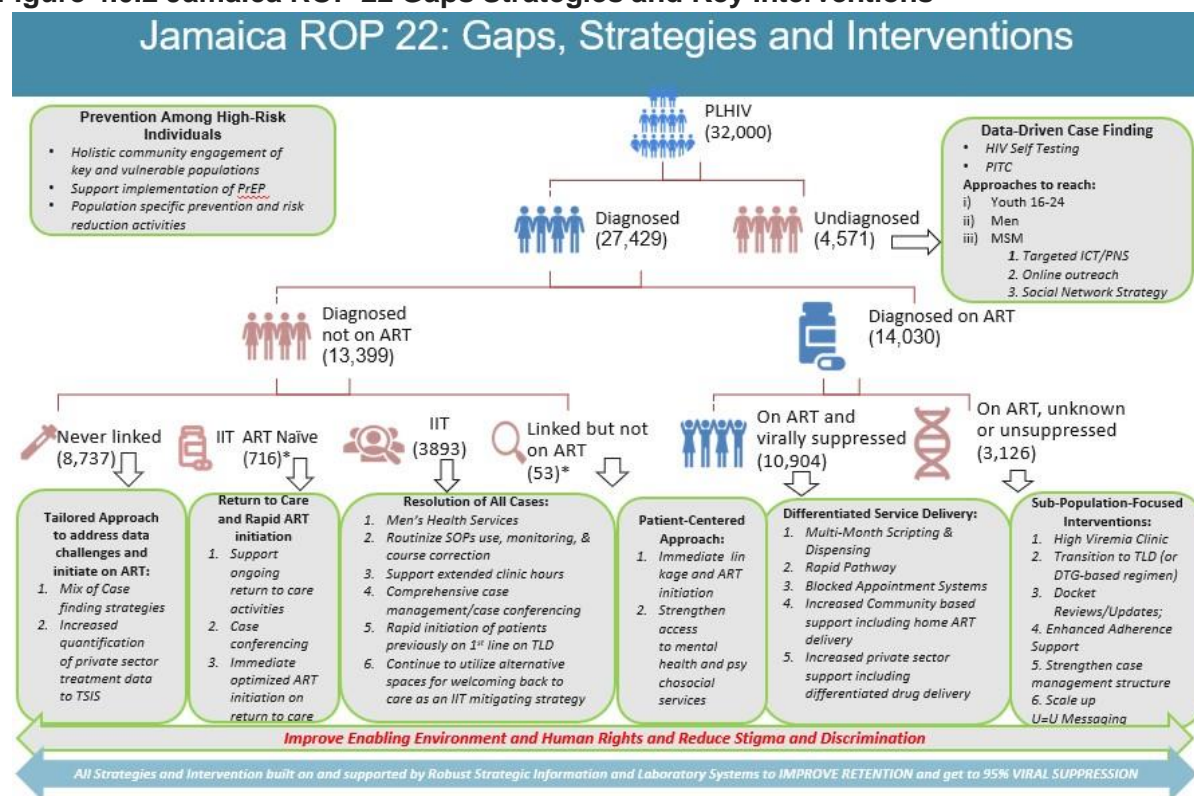 Jamaica ROP 22: Gaps, Strategies and Interventions
Prevention Among High-Risk
Individuals
• Holistic community engagement of
key and vulnerable populations
• Support implementation of PrEP
• Population specific prevention and risk
reduction activities
PLHIV
(32,000)
Data-Driven Case Finding
• HIV Self Testing
• PITC
Approaches to reach:
i) Youth 16-24
ii) Men
iii) MSM
1. Targeted ICT/PNS
2. Online outreach
3. Social Network Strategy
Diagnosed
(27,429)
Undiagnosed
(4,571)
Diagnosed
not on ART
(13,399)
Diagnosed on ART
(14,030)
Never linked
(8,737)
IIT ART Naïve
(716)*
IIT
(3893)
Linked but not
on ART
(53)*
On ART and
virally suppressed
(10,904)
On ART, unknown
or unsuppressed
(3,126)
Tailored Approach
to address data
challenges and
initiate on ART:
1. Mix of Case
finding strategies
2. Increased
quantification
of private sector
treatment data
to TSIS
Return to Care
and Rapid ART
initiation
1. Support
ongoing
return to care
activities
2. Case
conferencing
3. Immediate
optimized ART
initiation on
return to care
Resolution of All Cases:
1. Men's Health Services
2. Routinize SOPs use, monitoring, &
course correction
3. Support extended clinic hours
4. Comprehensive case
management/case conferencing
5. Rapid initiation of patients
previously on 1st line on TLD
6. Continue to utilize alternative
spaces for welcoming back to
care as an IIT mitigating strategy
Patient-Centered
Approach:
1. Immediate lin
kage and ART
initiation
2. Strengthen
access
to mental
health and psy
chosocial
services
Differentiated Service Delivery:
1. Multi-Month Scripting &
Dispensing
2. Rapid Pathway
3. Blocked Appointment Systems
4. Increased Community based
support including home ART
delivery
5. Increased private sector
support including
differentiated drug delivery
Sub-Population-Focused
Interventions:
1. High Viremia Clinic
2. Transition to TLD (or
DTG-based regimen)
3. Docket
Reviews/Updates;
4. Enhanced Adherence
Support
5. Strengthen case
management structure
6. Scale up
U=U Messaging
Improve Enabling Environment and Human Rights and Reduce Stigma and Discrimination
All Strategies and Intervention built on and supported by Robust Strategic Information and Laboratory Systems to IMPROVE RETENTION and get to 95% VIRAL SUPPRESSION